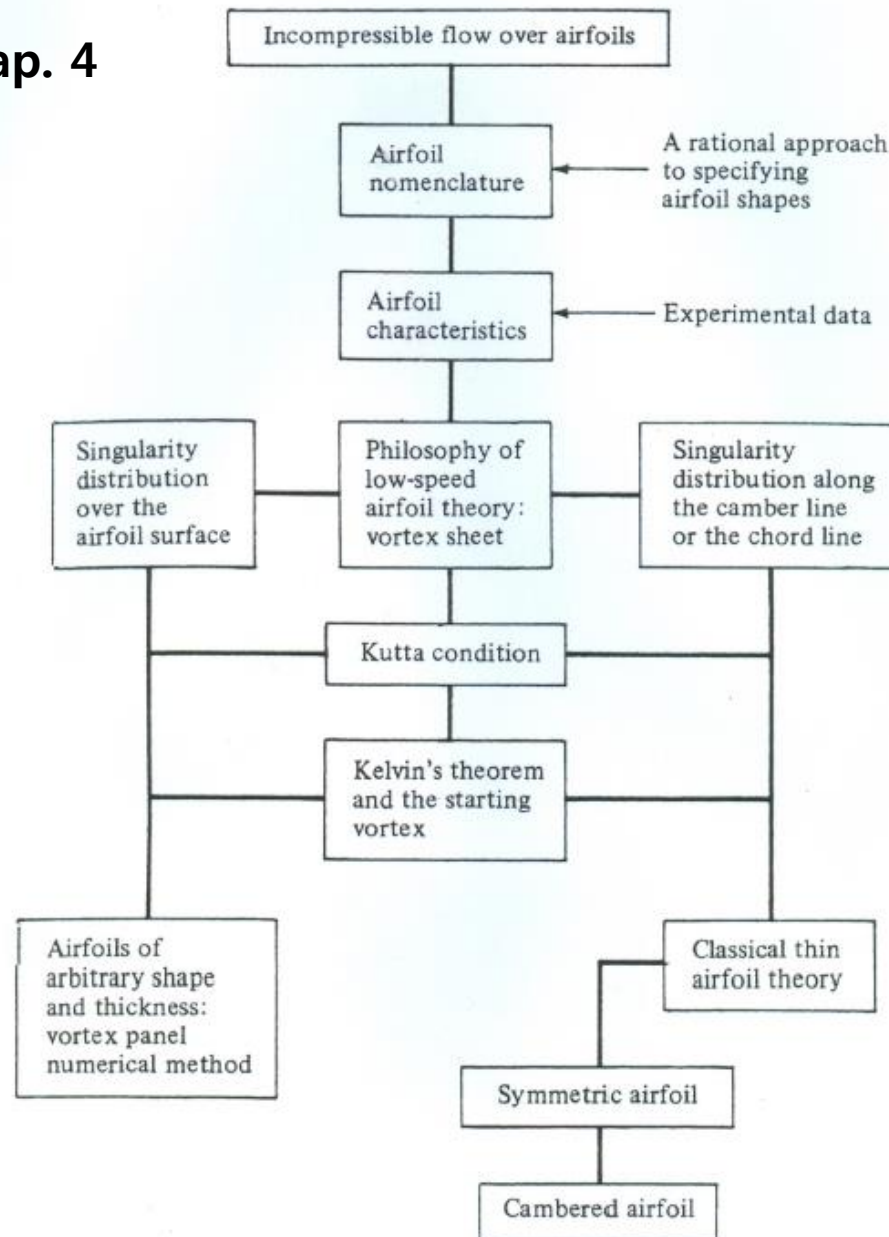 ap. 4
Incompressible flow over airfoils
Airfoil
nomenclature
A rational approach
to specifying
airfoil shapes
Airfoil
characteristics
Experimental data
Singularity
distribution
over the
airfoil surface
Philosophy of
low-speed
airfoil theory:
vortex sheet
Singularity
distribution along
the camber line
or the chord line
Kutta condition
Kelvin's theorem
and the starting
vortex
Airfoils of
arbitrary shape
and thickness:
vortex panel
numerical method
Classical thin
airfoil theory
Symmetric airfoil
Cambered airfoil